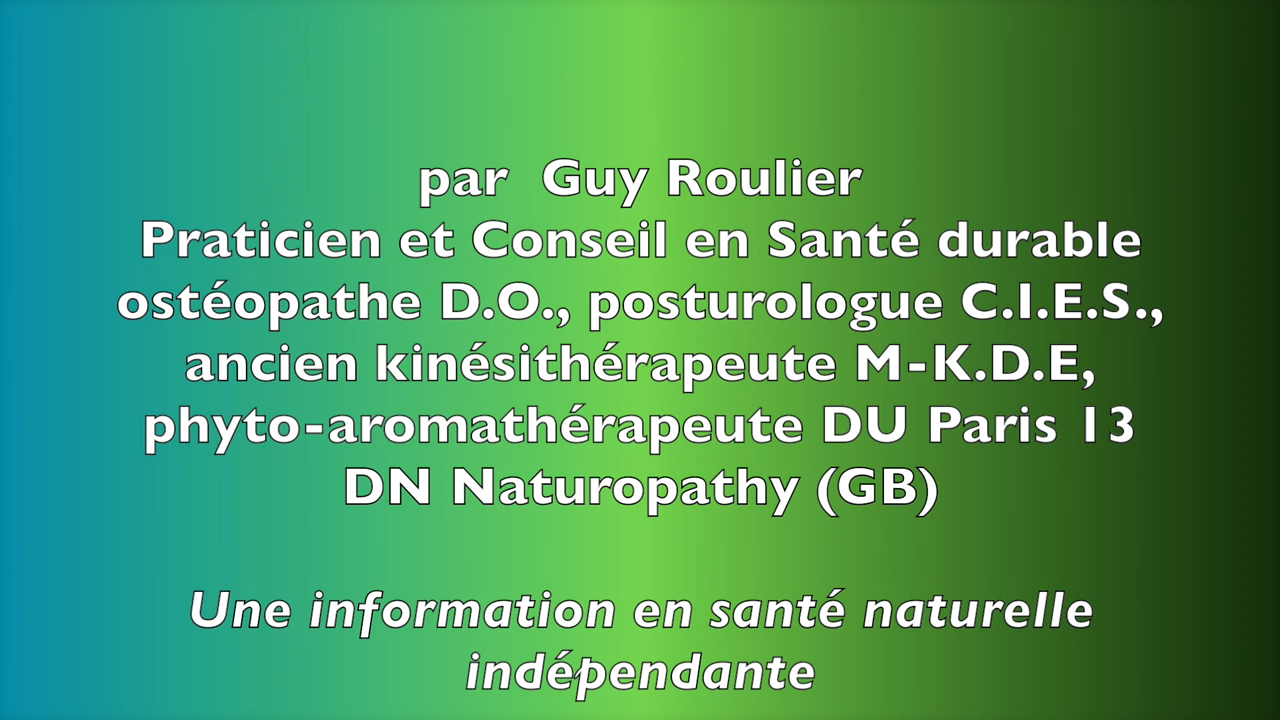 par  Guy Roulier
Praticien et Conseil en Santé durable
ostéopathe D.O., posturologue C.I.E.S.,
ancien kinésithérapeute M-K.D.E,
phyto-aromathérapeute DU Paris 13
DN Naturopathy (GB)
Une information en santé naturelle
indépendante